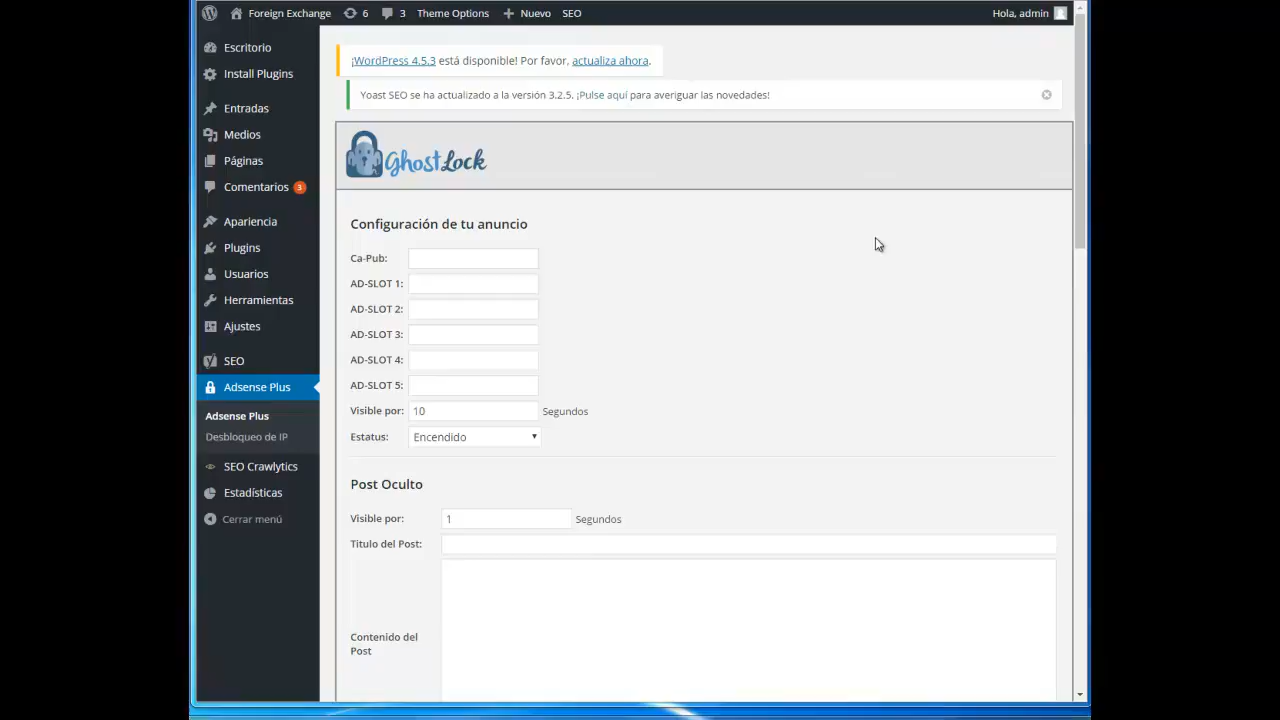 Foreign Exchange 6 3 Theme Options + Nuevo SEO Hola, admin
Escritorio
Install Plugins
Entradas
Medios
Páginas
Comentarios 3
Apariencia
Plugins
Usuarios
Herramientas
Ajustes
SEO
Adsense Plus
Adsense Plus
Desbloqueo de IP
SEO Crawlytics
Estadísticas
Cerrar menú
¡WordPress 4.5.3 está disponible! Por favor, actualiza ahora.
Yoast SEO se ha actualizado a la versión 3.2.5. ¡Pulse aquí para averiguar las novedades!
GhostLock
Configuración de tu anuncio
Ca-Pub:
AD-SLOT 1:
AD-SLOT 2:
AD-SLOT 3:
AD-SLOT 4:
AD-SLOT 5:
Visible por: 10 Segundos
Estatus: Encendido
Post Oculto
Visible por: 1 Segundos
Titulo del Post:
Contenido del
Post